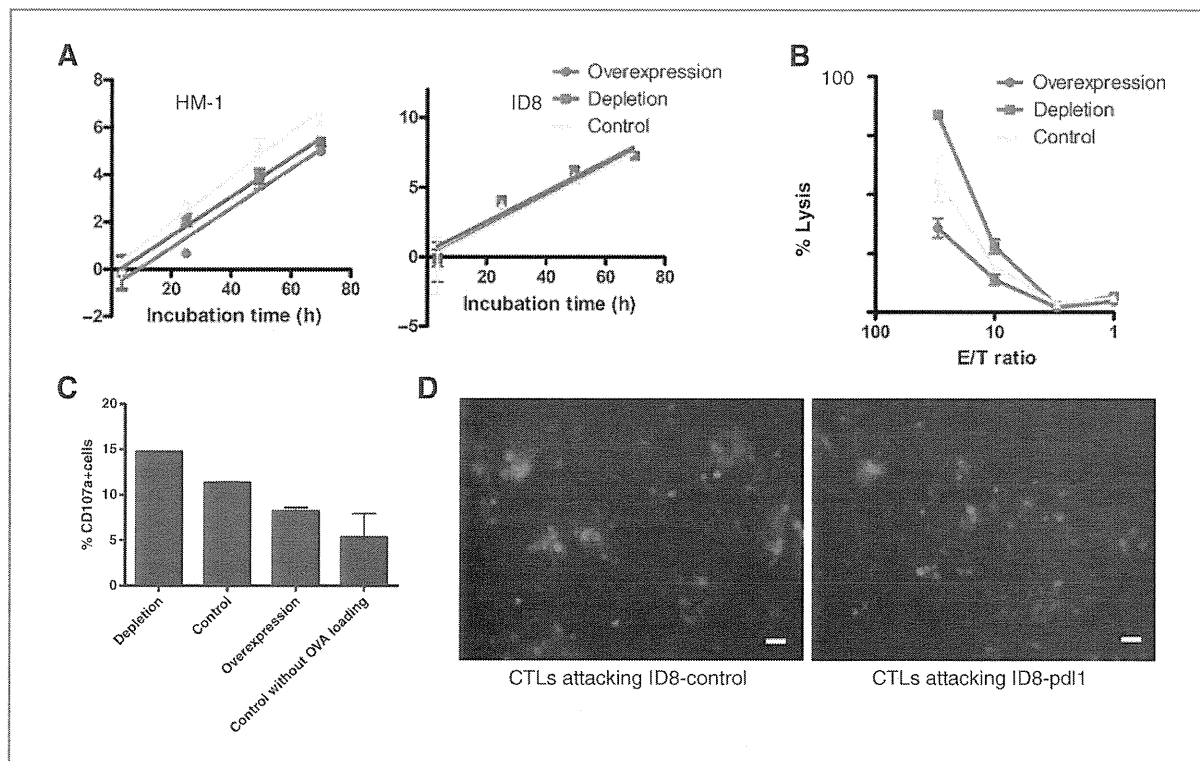 A
8
6
4
2
0
−2
HM-1
20
40
60
80
Incubation time (h)
10
5
0
−5
ID8
Overexpression
Depletion
Control
20
40
60
80
Incubation time (h)
B
100
% Lysis
Overexpression
Depletion
Control
100
10
1
E/T ratio
C
20
15
10
5
0
% CD107a+cells
Depletion
Control
Overexpression
Control without OVA loading
D
CTLs attacking ID8-control
CTLs attacking ID8-pdl1